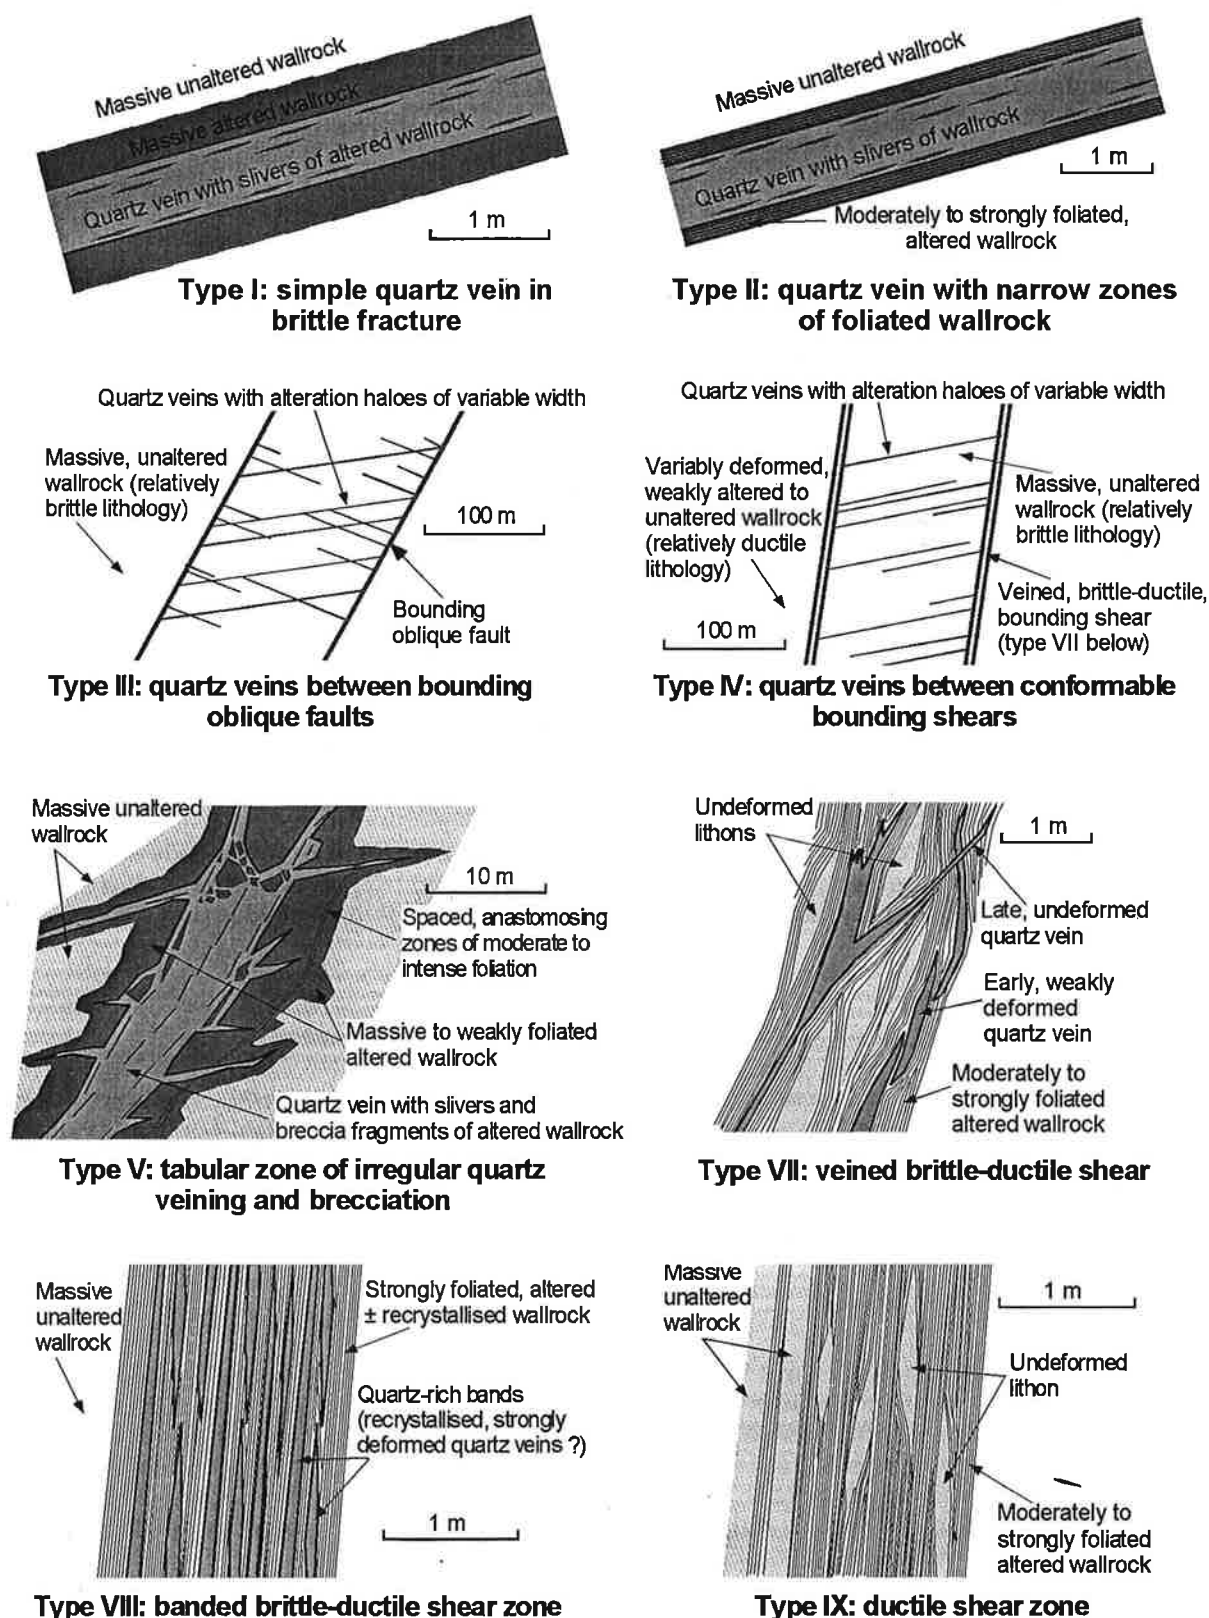 Massive unaltered wallrock
Massive altered wallrock
Quartz vein with slivers of altered wallrock
1 m
Type I: simple quartz vein in
brittle fracture
Massive unaltered wallrock
Quartz vein with slivers of wallrock
1 m
Moderately to strongly foliated,
altered wallrock
Type II: quartz vein with narrow zones
of foliated wallrock
Quartz veins with alteration haloes of variable width
Massive, unaltered
wallrock (relatively
brittle lithology)
100 m
Bounding
oblique fault
Type III: quartz veins between bounding
oblique faults
Quartz veins with alteration haloes of variable width
Variably deformed,
weakly altered to
unaltered wallrock
(relatively ductile
lithology)
Massive, unaltered
wallrock (relatively
brittle lithology)
100 m
Veined, brittle-ductile,
bounding shear
(type VII below)
Type IV: quartz veins between conformable
bounding shears
Massive unaltered
wallrock
10 m
Spaced, anastomosing
zones of moderate to
intense foliation
Massive to weakly foliated
altered wallrock
Quartz vein with slivers and
breccia fragments of altered wallrock
Type V: tabular zone of irregular quartz
veining and brecciation
Undeformed
lithons
1 m
Late, undeformed
quartz vein
Early, weakly
deformed
quartz vein
Moderately to
strongly foliated
altered wallrock
Type VII: veined brittle-ductile shear
Massive
unaltered
wallrock
Strongly foliated, altered
± recrystallised wallrock
Quartz-rich bands
(recrystallised, strongly
deformed quartz veins ?)
1 m
Type VIII: banded brittle-ductile shear zone
Massive
unaltered
wallrock
1 m
Undeformed
lithon
Moderately to
strongly foliated
altered wallrock
Type IX: ductile shear zone